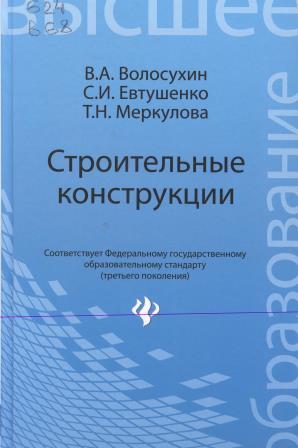 624
В68
высшее
образование
В.А. Волосухин
С.И. Евтушенко
Т.Н. Меркулова
Строительные
конструкции
Соответствует Федеральному государственному
образовательному стандарту
(третьего поколения)